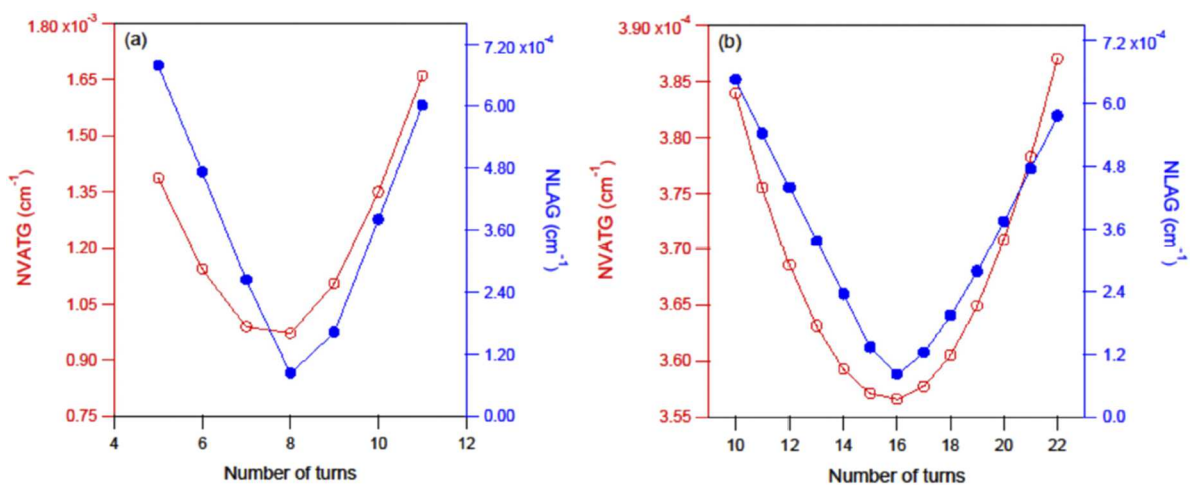 (a)
1.80 x10-3
1.65
1.50
1.35
1.20
1.05
0.90
0.75
NVATG (cm-1)
7.20 x10-4
6.00
4.80
3.60
2.40
1.20
0.00
NLAG (cm-1)
4 6 8 10 12
Number of turns
(b)
3.90 x10-4
3.85
3.80
3.75
3.70
3.65
3.60
3.55
NVATG (cm-1)
7.2 x10-4
6.0
4.8
3.6
2.4
1.2
0.0
NLAG (cm-1)
10 12 14 16 18 20 22
Number of turns